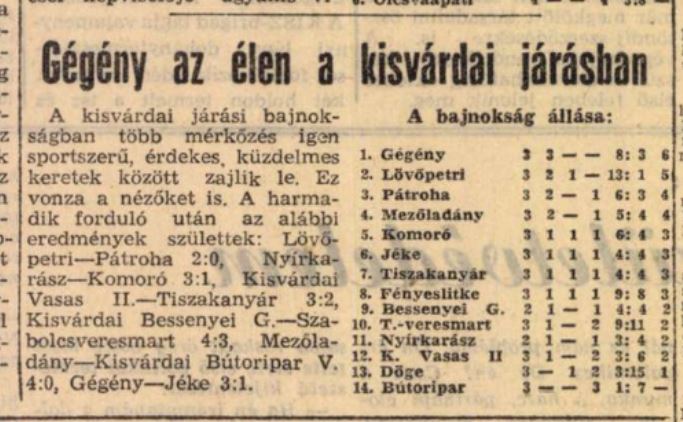 Gégény az élen a kisvárdai járásban
A kisvárdai járási bajnok-
ságban több mérkőzés igen
sportszerű, érdekes, küzdelmes
keretek között zajlik le. Ez
vonza a nézőket is. A harma-
dik forduló után az alábbi
eredmények születtek: Lövő-
petri—Pátroha 2:0, Nyírka-
rász—Komoró 3:1, Kisvárdai
Vasas II.—Tiszakanyár 3:2,
Kisvárdai Bessenyei G.—Sza-
bolcsveresmart 4:3, Mezőla-
dány—Kisvárdai Bútoripar V.
4:0, Gégény—Jéke 3:1.
A bajnokság állása:
1. Gégény 3 3 — — 8: 3 6
2. Lövőpetri 3 2 1 — 13: 1 5
3. Pátroha 3 2 — 1 6: 3 4
4. Mezőladány 3 2 — 1 5: 4 4
5. Komoró 3 1 1 1 6: 4 3
6. Jéke 3 1 1 1 4: 4 3
7. Tiszakanyár 3 1 1 1 4: 4 3
8. Fényeslitke 3 1 1 1 9: 8 3
9. Bessenyei G. 2 1 — 1 4: 4 2
10. T.-veresmart 3 1 — 2 9:11 2
11. Nyírkarász 2 1 — 1 3: 4 2
12. K. Vasas II 3 1 — 2 3: 6 2
13. Döge 3 — 1 2 3:15 1
14. Bútoripar 3 — — 3 1: 7 —